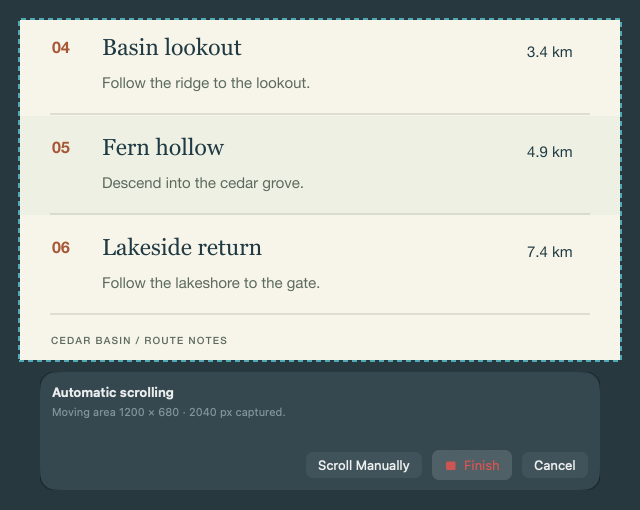 04 Basin lookout 3.4 km
Follow the ridge to the lookout.
05 Fern hollow 4.9 km
Descend into the cedar grove.
06 Lakeside return 7.4 km
Follow the lakeshore to the gate.
CEDAR BASIN / ROUTE NOTES
Automatic scrolling
Moving area 1200 × 680 · 2040 px captured.
Scroll Manually Finish Cancel